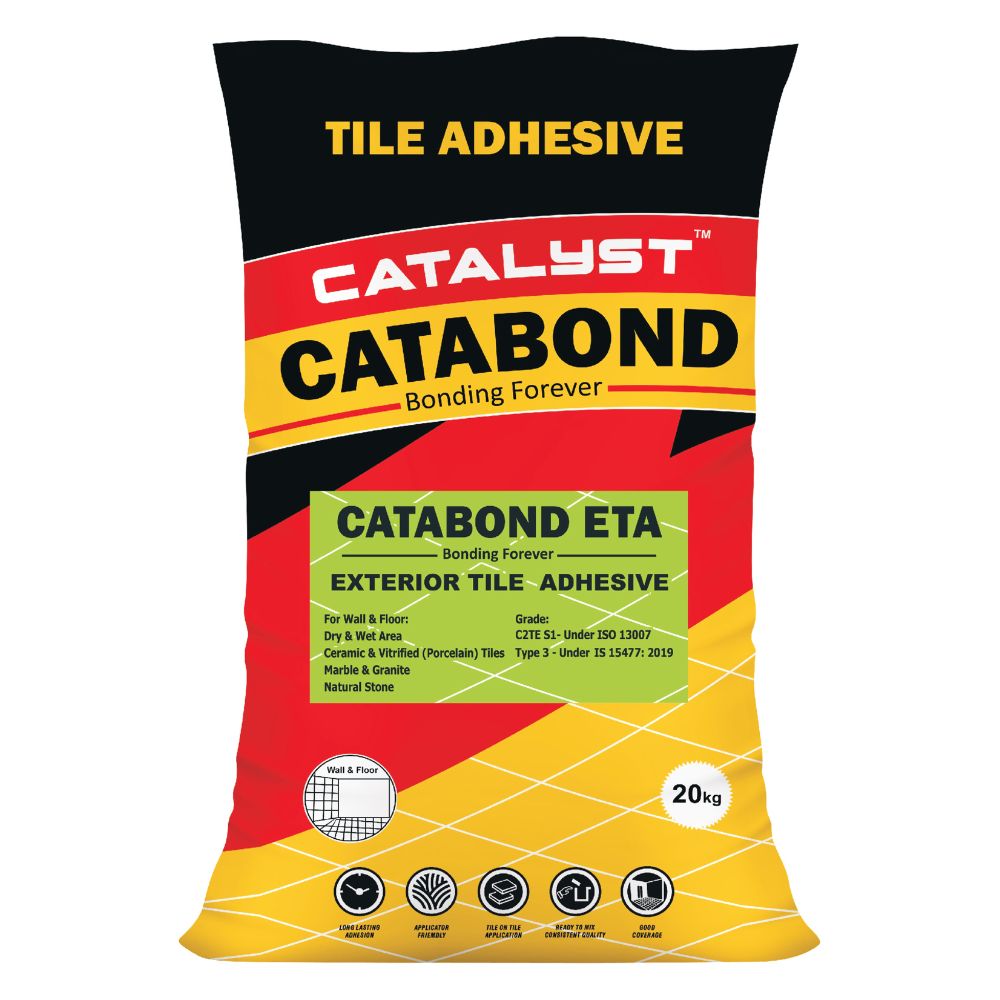 TILE ADHESIVE
CATALYST™
CATABOND
Bonding Forever
CATABOND ETA
Bonding Forever
EXTERIOR TILE ADHESIVE
For Wall & Floor:
Dry & Wet Area
Ceramic & Vitrified (Porcelain) Tiles
Marble & Granite
Natural Stone
Grade:
C2TE S1- Under ISO 13007
Type 3 - Under IS 15477: 2019
Wall & Floor
20kg
LONG LASTING
ADHESION
APPLICATOR
FRIENDLY
TILE ON TILE
APPLICATION
READY TO MIX
CONSISTENT QUALITY
GOOD
COVERAGE